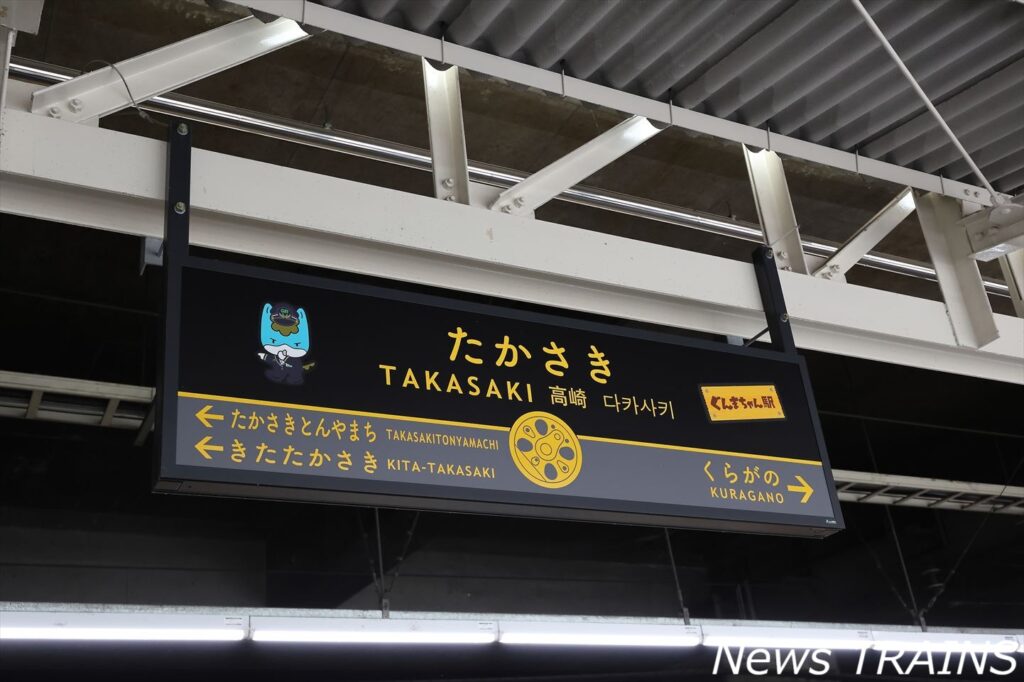 たかさき
TAKASAKI 高崎 다카사키
ぐんまちゃん駅
← たかさきとんやまち TAKASAKITONYAMACHI
← きたたかさき KITA-TAKASAKI
くらがの →
KURAGANO
News TRAINS